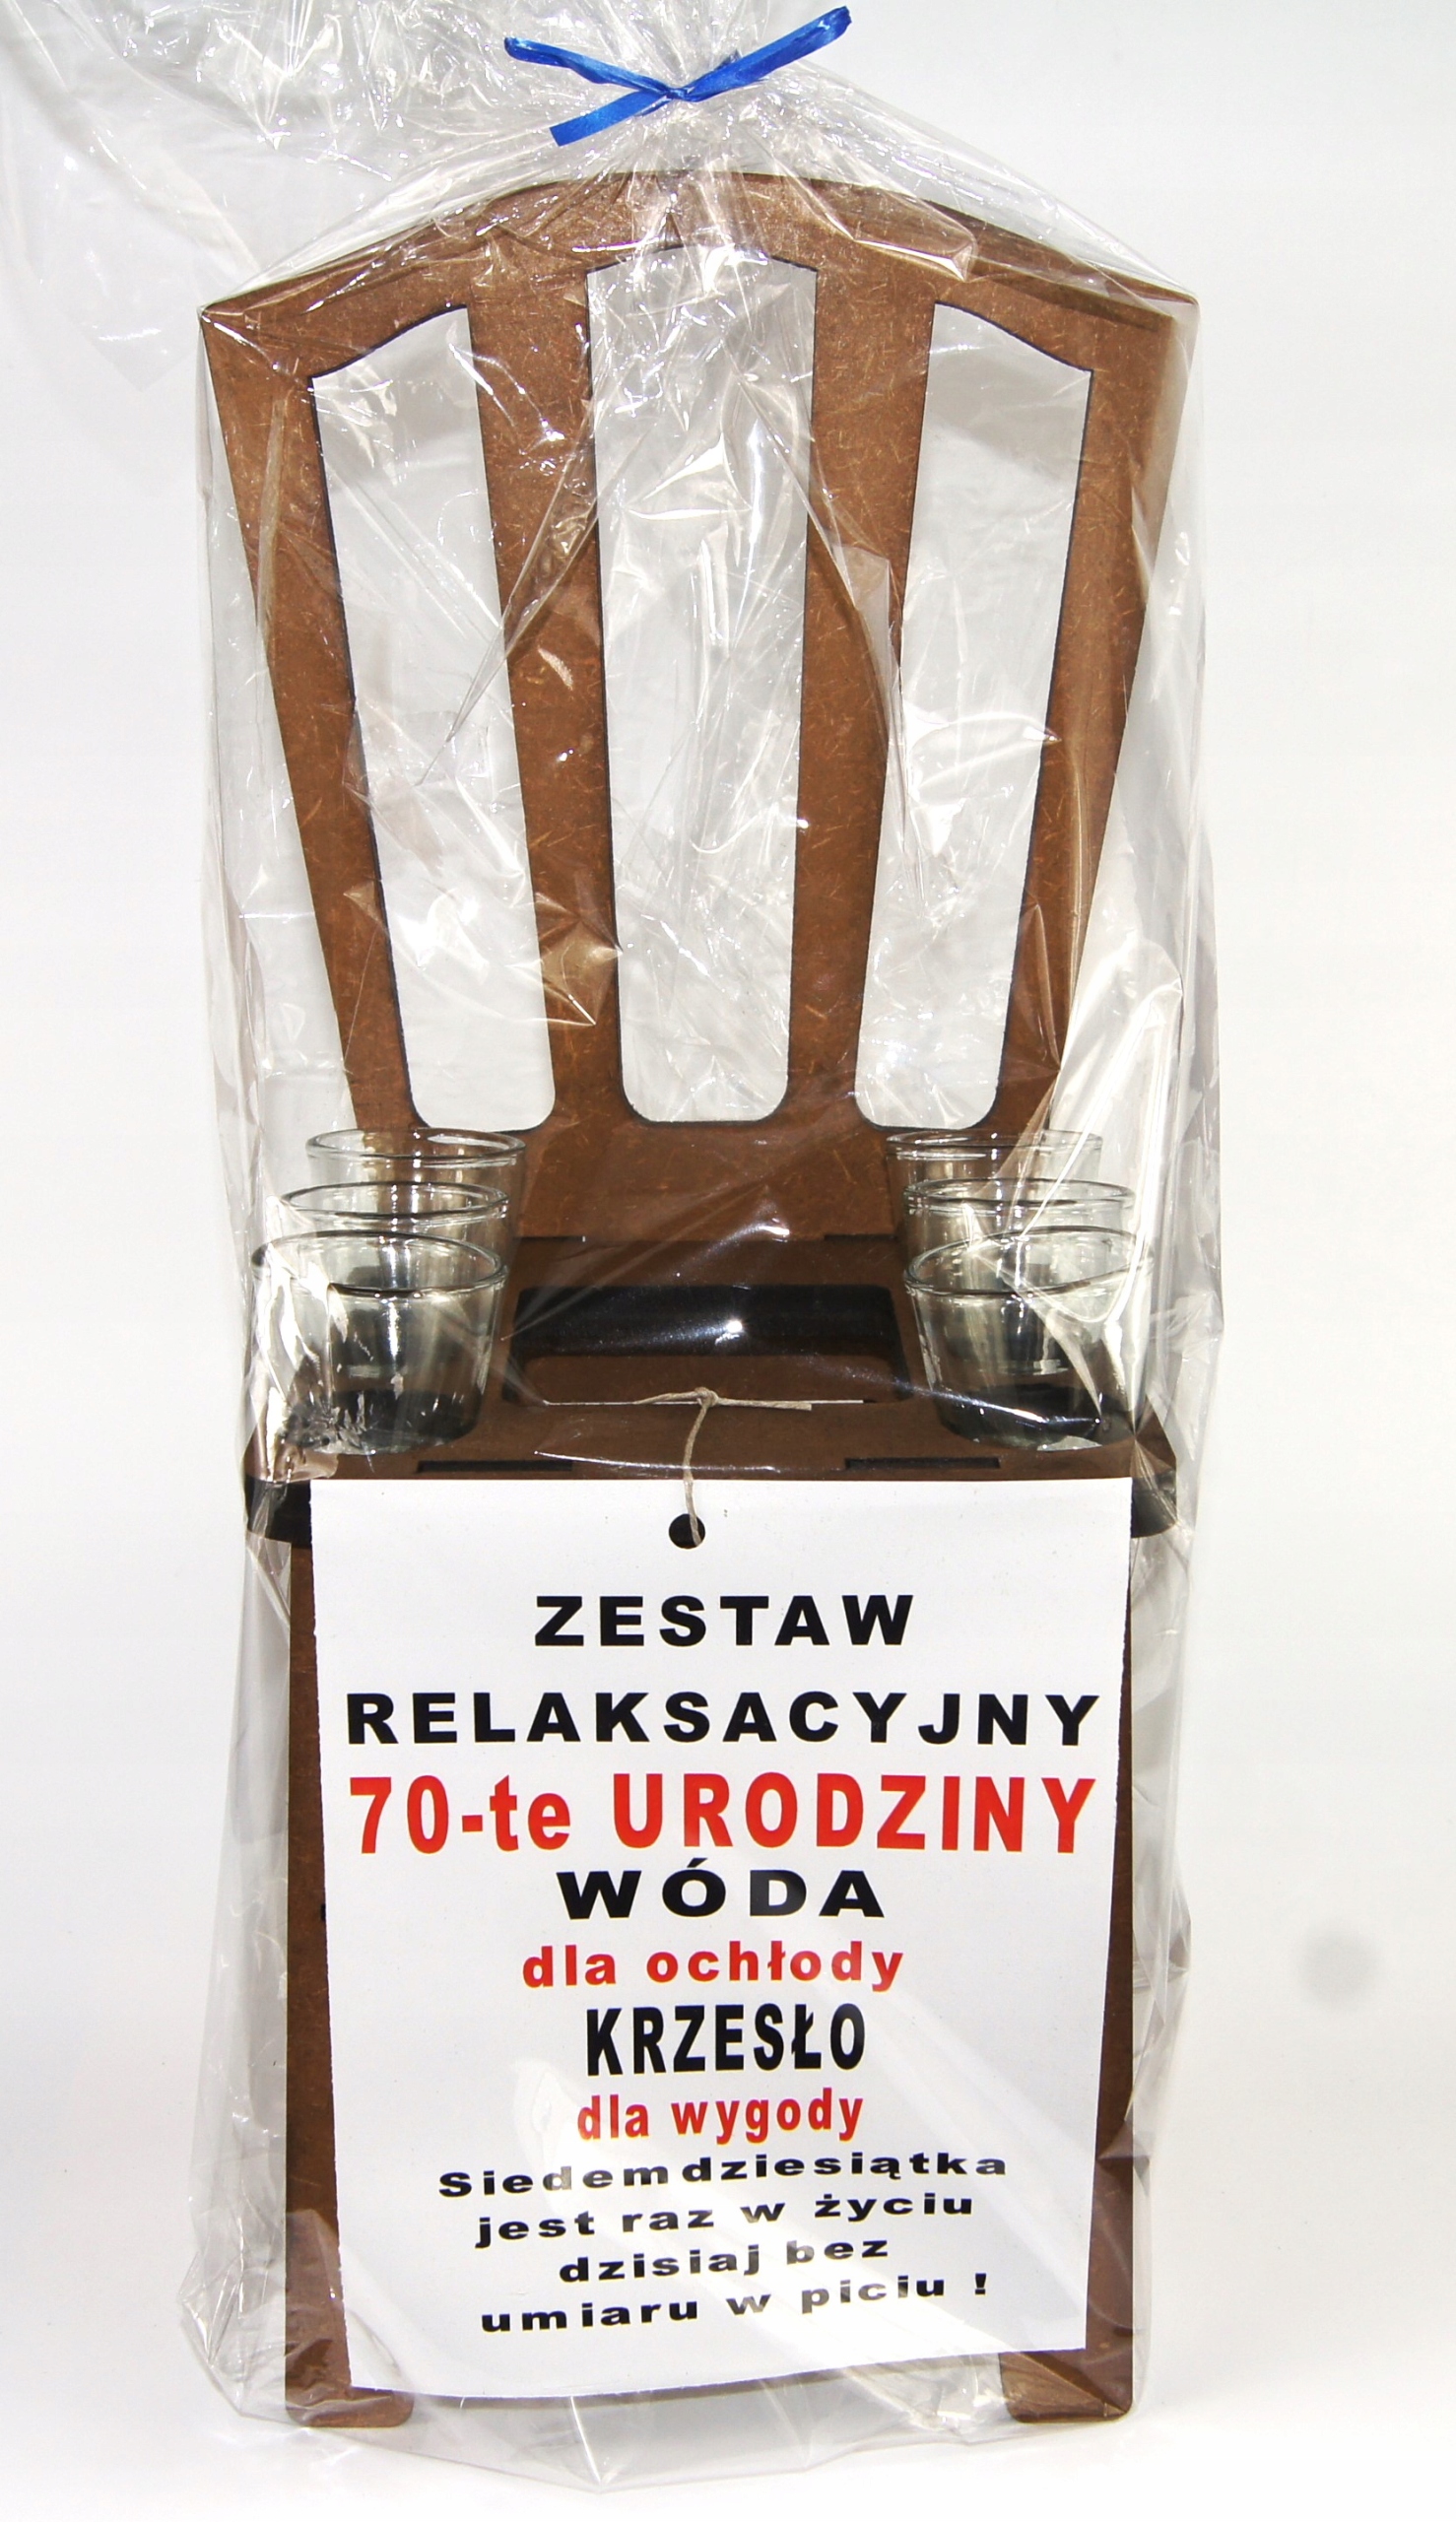 ZESTAW
RELAKSACYJNY
70-te URODZINY
WÓDA
dla ochłody
KRZESŁO
dla wygody
Siedemdziesiątka
jest raz w życiu
dzisiaj bez
umiaru w piciu !